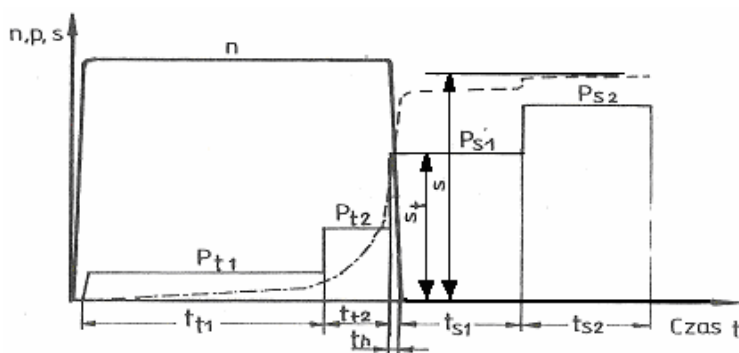 n,p,s
n
Pt1
Pt2
Ps1
Ps2
st
s
tt1
tt2
th
ts1
ts2
Czas t